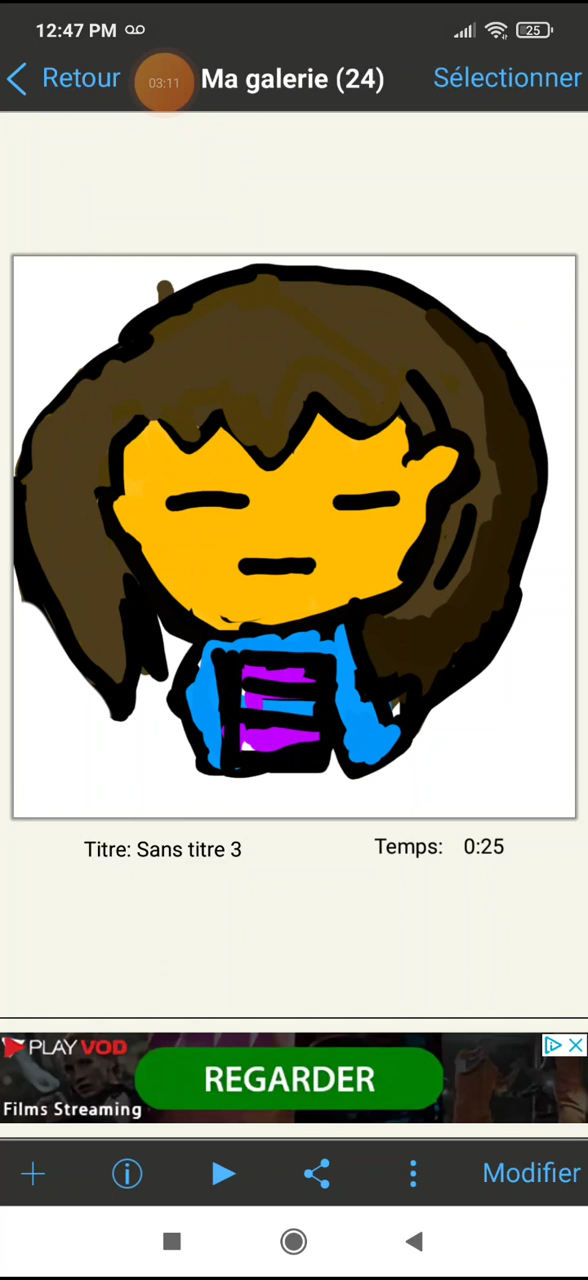 12:47 PM
25
Retour
03:11
Ma galerie (24)
Sélectionner
Titre: Sans titre 3
Temps: 0:25
PLAY VOD
REGARDER
Films Streaming
Modifier